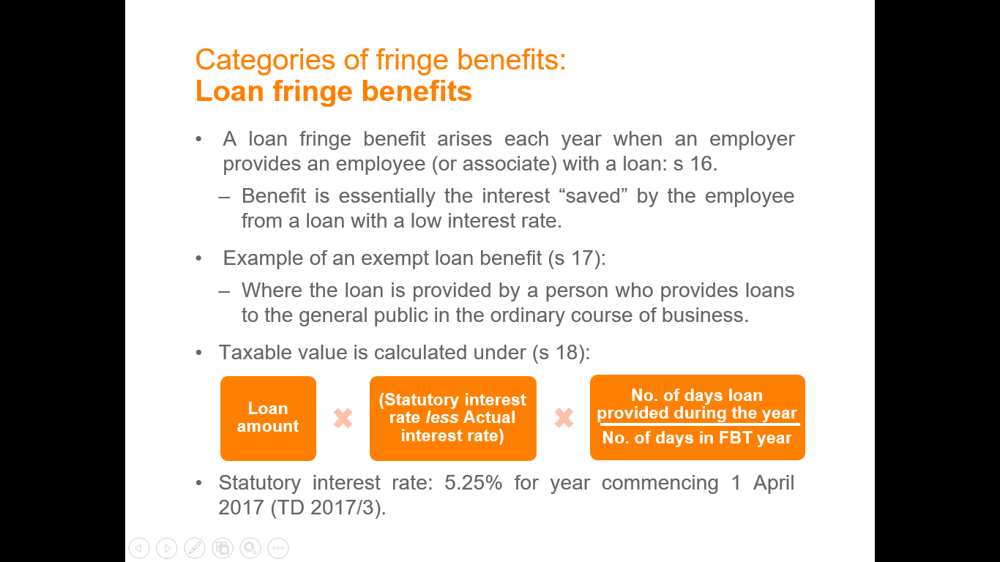 Categories of fringe benefits:
Loan fringe benefits
• A loan fringe benefit arises each year when an employer
provides an employee (or associate) with a loan: s 16.
– Benefit is essentially the interest “saved” by the employee
from a loan with a low interest rate.
• Example of an exempt loan benefit (s 17):
– Where the loan is provided by a person who provides loans
to the general public in the ordinary course of business.
• Taxable value is calculated under (s 18):
Loan
amount
(Statutory interest
rate less Actual
interest rate)
No. of days loan
provided during the year
No. of days in FBT year
• Statutory interest rate: 5.25% for year commencing 1 April
2017 (TD 2017/3).